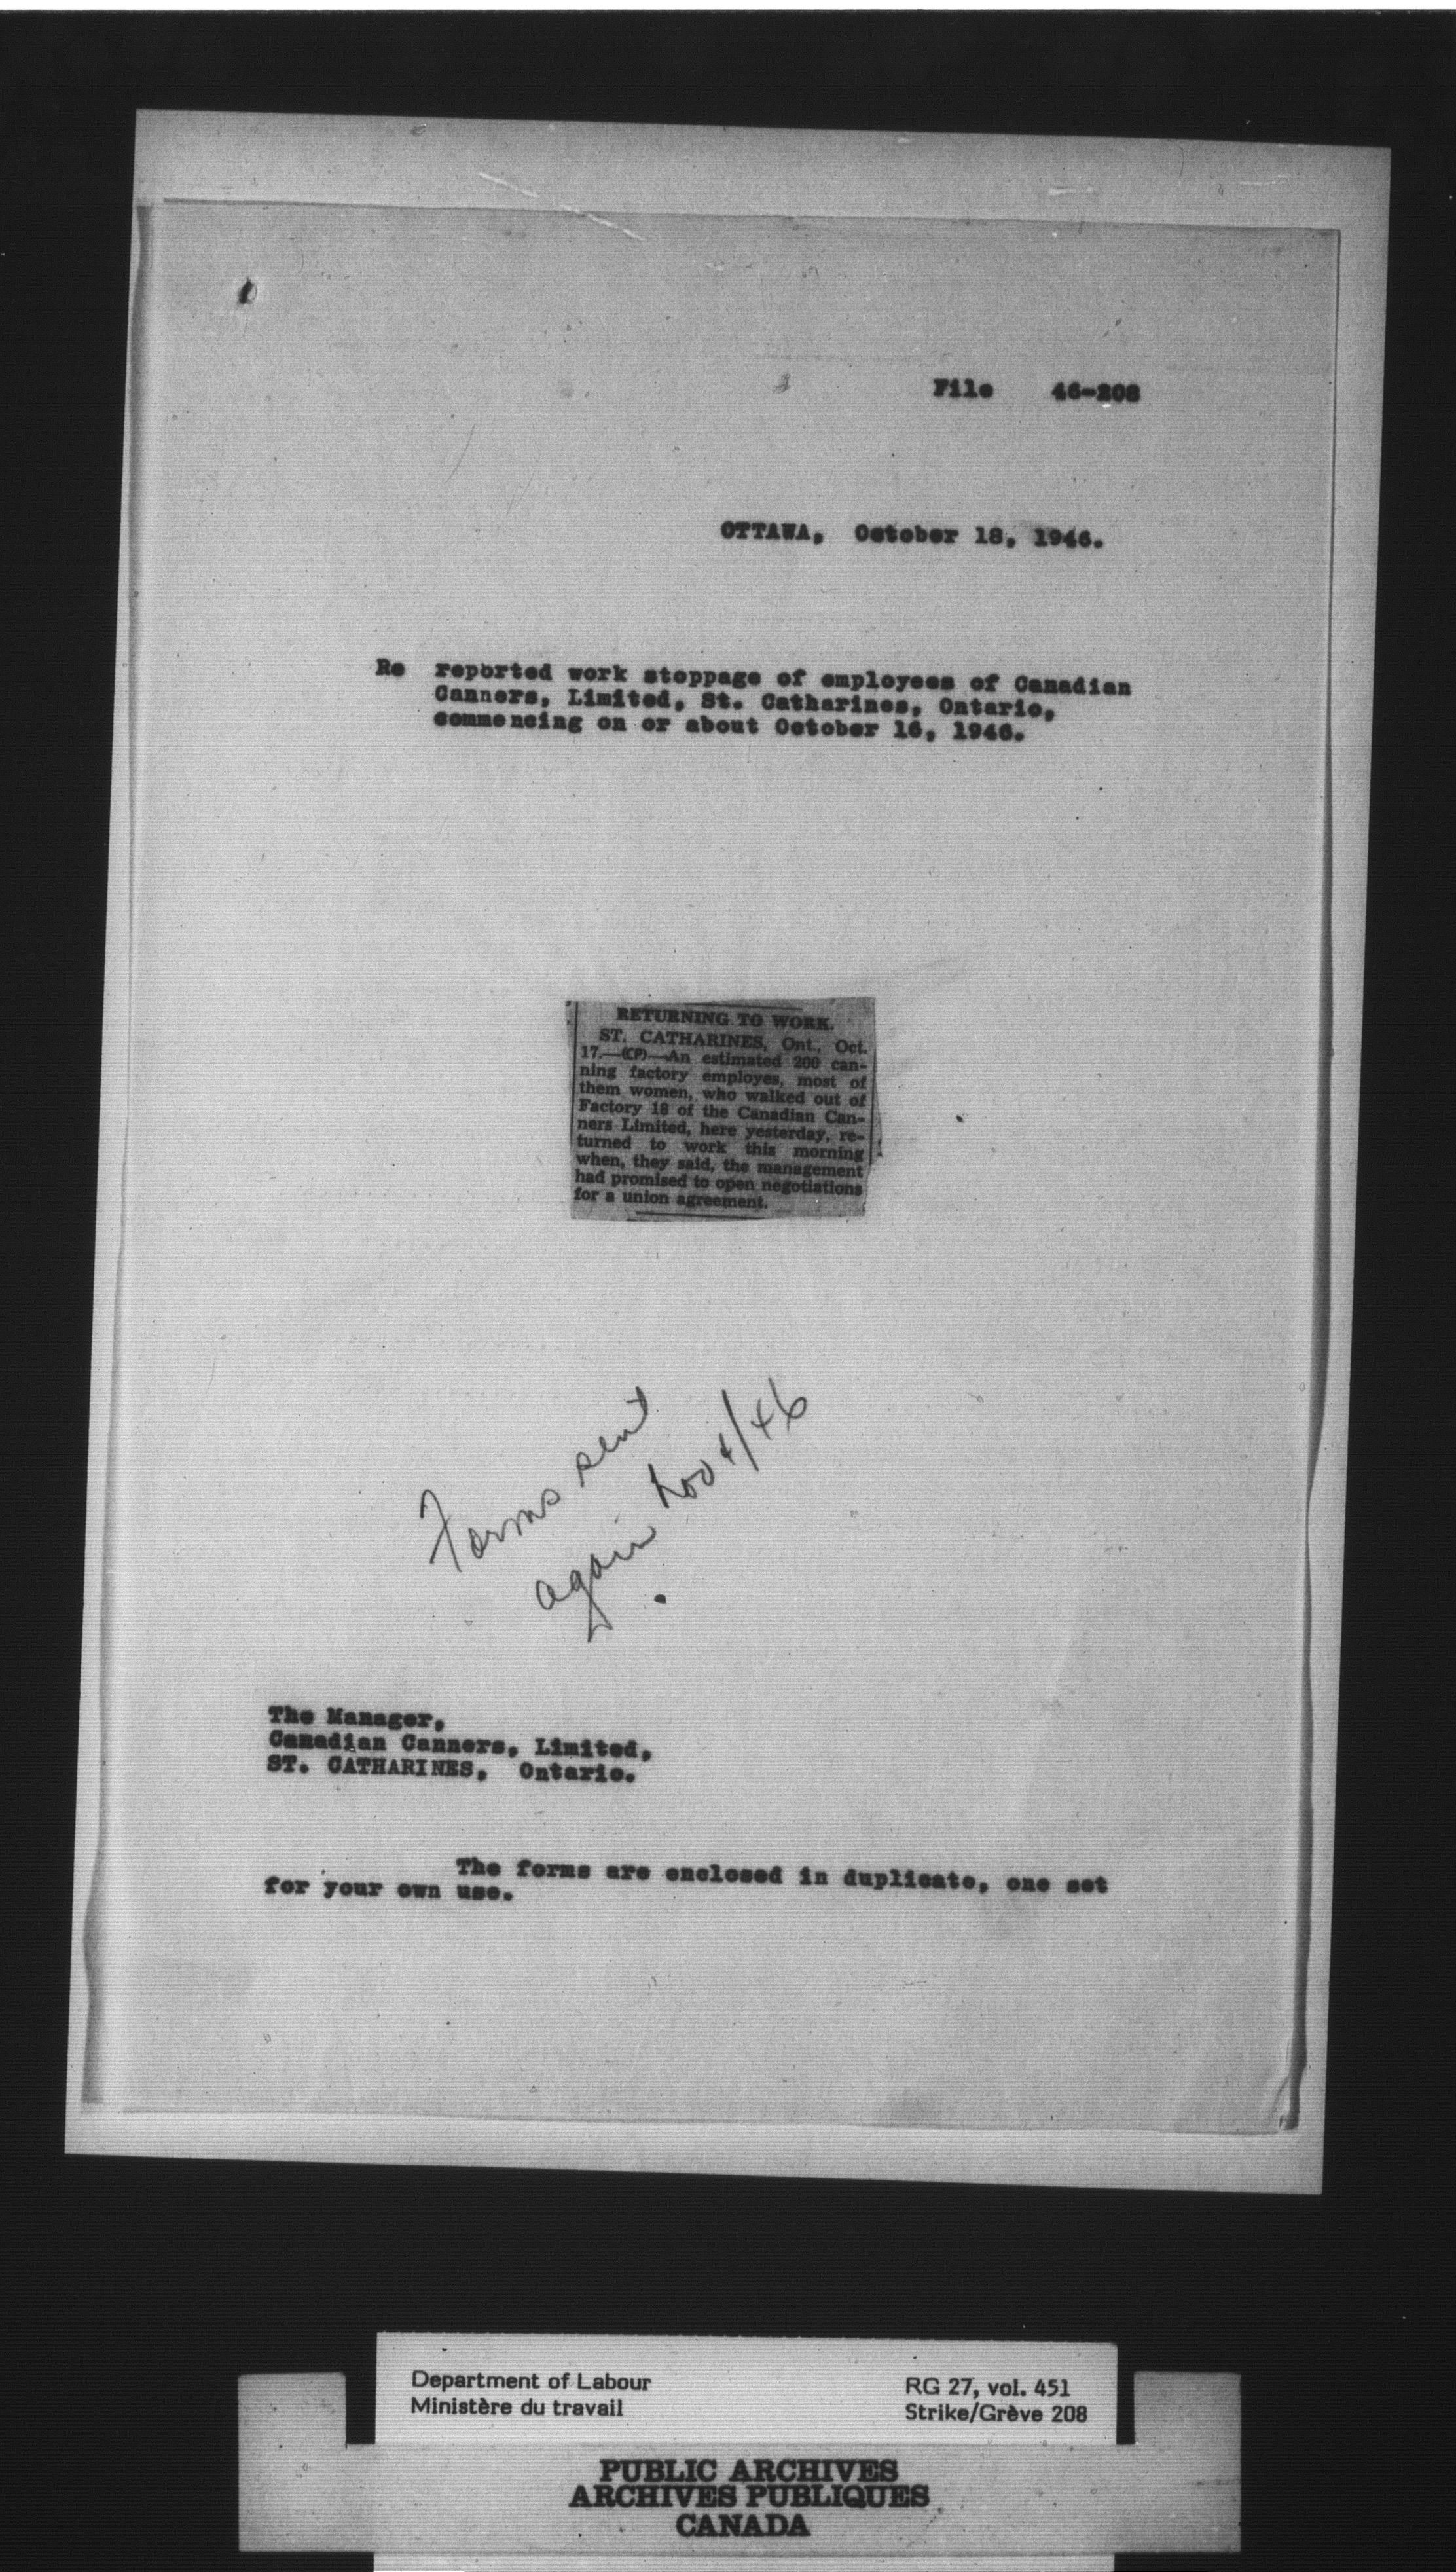 File 46-208
OTTAWA, October 18, 1946.
Re reported work stoppage of employees of Canadian
Canners, Limited, St. Catharines, Ontario,
commencing on or about October 16, 1946.
RETURNING TO WORK.
ST. CATHARINES, Ont., Oct.
17.—(CP)—An estimated 200 can-
ning factory employes, most of
them women, who walked out of
Factory 18 of the Canadian Can-
ners Limited, here yesterday, re-
turned to work this morning
when, they said, the management
had promised to open negotiations
for a union agreement.
Forms sent
again Nov 4/46
The Manager,
Canadian Canners, Limited,
ST. CATHARINES, Ontario.
The forms are enclosed in duplicate, one set
for your own use.
Department of Labour
Ministère du travail
RG 27, vol. 451
Strike/Grève 208
PUBLIC ARCHIVES
ARCHIVES PUBLIQUES
CANADA